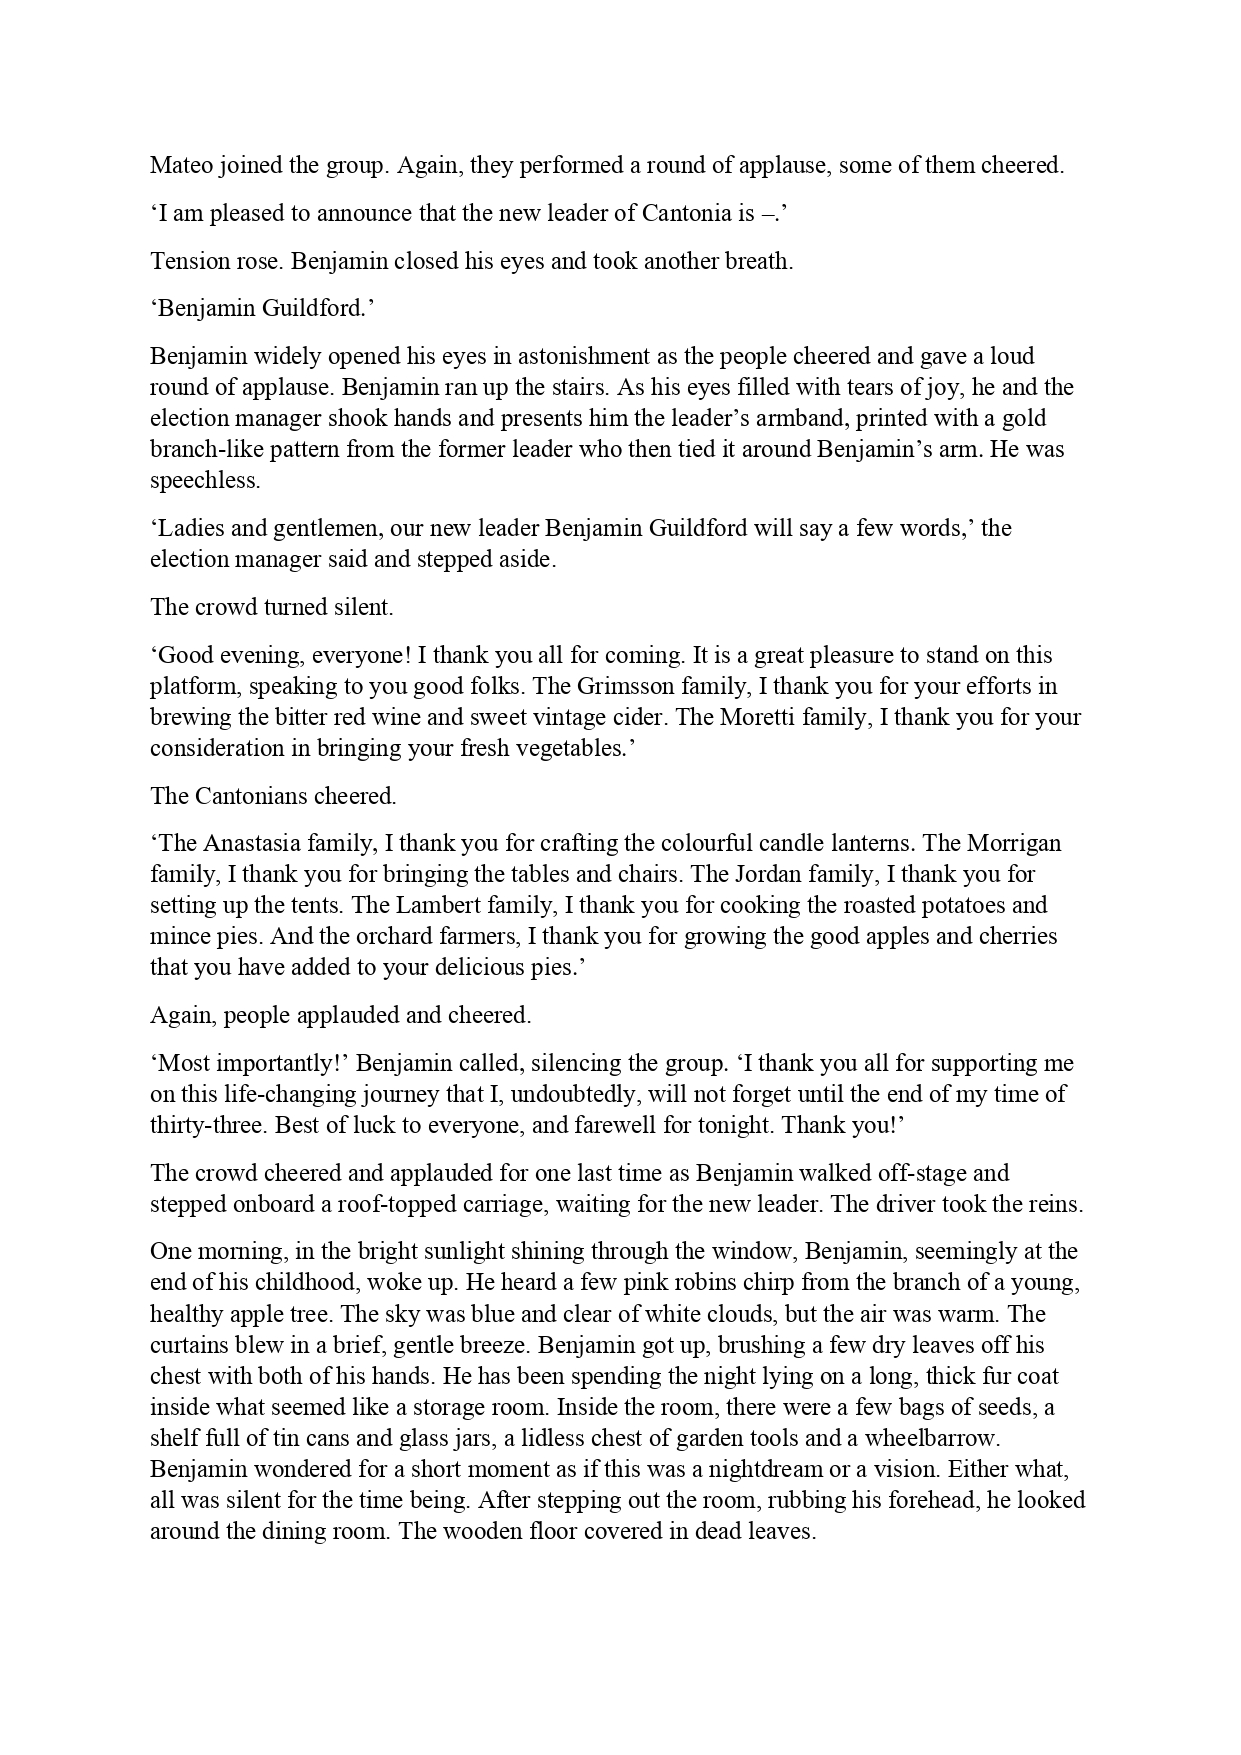 Mateo joined the group. Again, they performed a round of applause, some of them cheered.
‘I am pleased to announce that the new leader of Cantonia is –.’
Tension rose. Benjamin closed his eyes and took another breath.
‘Benjamin Guildford.’
Benjamin widely opened his eyes in astonishment as the people cheered and gave a loud
round of applause. Benjamin ran up the stairs. As his eyes filled with tears of joy, he and the
election manager shook hands and presents him the leader’s armband, printed with a gold
branch-like pattern from the former leader who then tied it around Benjamin’s arm. He was
speechless.
‘Ladies and gentlemen, our new leader Benjamin Guildford will say a few words,’ the
election manager said and stepped aside.
The crowd turned silent.
‘Good evening, everyone! I thank you all for coming. It is a great pleasure to stand on this
platform, speaking to you good folks. The Grimsson family, I thank you for your efforts in
brewing the bitter red wine and sweet vintage cider. The Moretti family, I thank you for your
consideration in bringing your fresh vegetables.’
The Cantonians cheered.
‘The Anastasia family, I thank you for crafting the colourful candle lanterns. The Morrigan
family, I thank you for bringing the tables and chairs. The Jordan family, I thank you for
setting up the tents. The Lambert family, I thank you for cooking the roasted potatoes and
mince pies. And the orchard farmers, I thank you for growing the good apples and cherries
that you have added to your delicious pies.’
Again, people applauded and cheered.
‘Most importantly!’ Benjamin called, silencing the group. ‘I thank you all for supporting me
on this life-changing journey that I, undoubtedly, will not forget until the end of my time of
thirty-three. Best of luck to everyone, and farewell for tonight. Thank you!’
The crowd cheered and applauded for one last time as Benjamin walked off-stage and
stepped onboard a roof-topped carriage, waiting for the new leader. The driver took the reins.
One morning, in the bright sunlight shining through the window, Benjamin, seemingly at the
end of his childhood, woke up. He heard a few pink robins chirp from the branch of a young,
healthy apple tree. The sky was blue and clear of white clouds, but the air was warm. The
curtains blew in a brief, gentle breeze. Benjamin got up, brushing a few dry leaves off his
chest with both of his hands. He has been spending the night lying on a long, thick fur coat
inside what seemed like a storage room. Inside the room, there were a few bags of seeds, a
shelf full of tin cans and glass jars, a lidless chest of garden tools and a wheelbarrow.
Benjamin wondered for a short moment as if this was a nightdream or a vision. Either what,
all was silent for the time being. After stepping out the room, rubbing his forehead, he looked
around the dining room. The wooden floor covered in dead leaves.